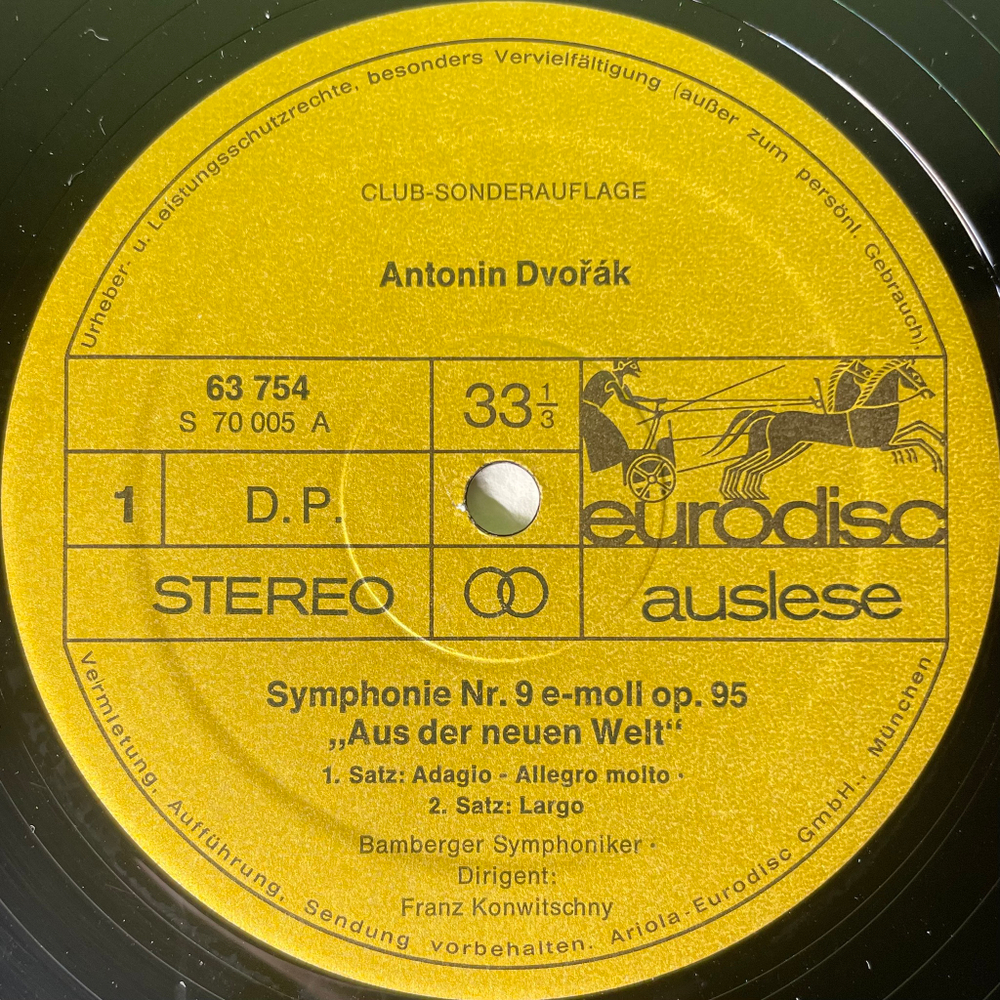 Urheber- u. Leistungsschutzrechte, besonders Vervielfältigung (außer zum persönl. Gebrauch),
CLUB-SONDERAUFLAGE
Antonin Dvořák
63 754
S 70 005 A
33 1/3
1
D. P.
eurodisc
STEREO
auslese
Symphonie Nr. 9 e-moll op. 95
„Aus der neuen Welt“
1. Satz: Adagio - Allegro molto ·
2. Satz: Largo
Bamberger Symphoniker ·
Dirigent:
Franz Konwitschny
Vermietung, Aufführung, Sendung vorbehalten. Ariola-Eurodisc GmbH., München